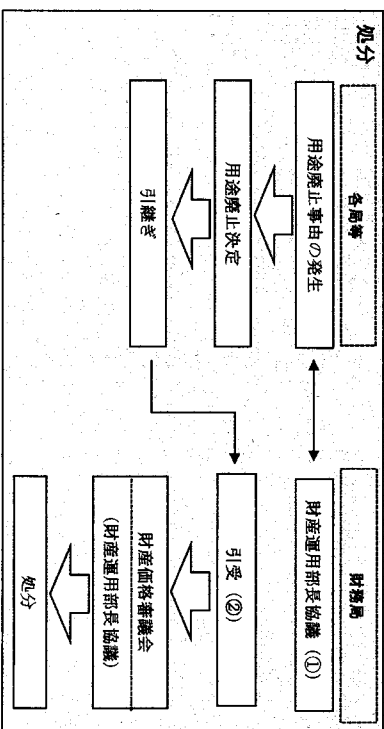 処分
各局等
用途廃止事由の発生
用途廃止決定
引継ぎ
財務局
財産運用部長協議（①）
引受（②）
財産価格審議会
（財産運用部長協議）
処分